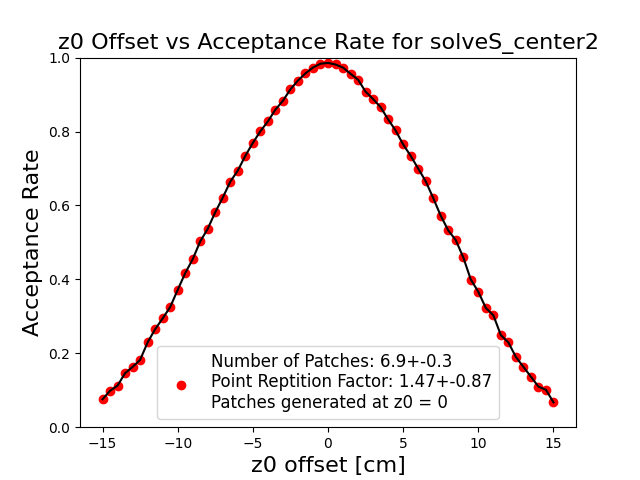 z0 Offset vs Acceptance Rate for solveS_center2
Acceptance Rate
1.0
0.8
0.6
0.4
0.2
0.0
Number of Patches: 6.9+-0.3
Point Reptition Factor: 1.47+-0.87
Patches generated at z0 = 0
−15
−10
−5
0
5
10
15
z0 offset [cm]